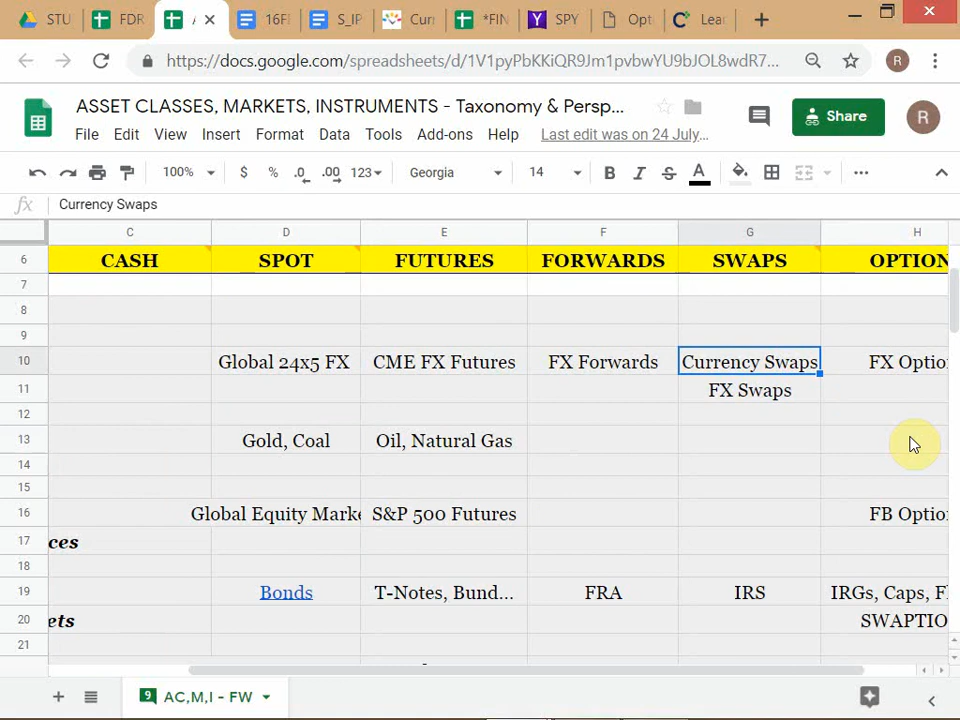 STU FDR A 16FI S_IP Curr *FIN SPY Opti Lear
https://docs.google.com/spreadsheets/d/1V1pyPbKKiQR9Jm1pvbwYU9bJOL8wdR7... R
ASSET CLASSES, MARKETS, INSTRUMENTS - Taxonomy & Persp... Share R
File Edit View Insert Format Data Tools Add-ons Help Last edit was on 24 July...
100% $ % .0 .00 123 Georgia 14 B I S A
fx Currency Swaps
C D E F G H
6 CASH SPOT FUTURES FORWARDS SWAPS OPTION
7
8
9
10 Global 24x5 FX CME FX Futures FX Forwards Currency Swaps FX Optio
11 FX Swaps
12
13 Gold, Coal Oil, Natural Gas
14
15
16 Global Equity Marke S&P 500 Futures FB Optio
17 ces
18
19 Bonds T-Notes, Bund... FRA IRS IRGs, Caps, F
20 ets SWAPTIO
21
9 AC,M,I - FW